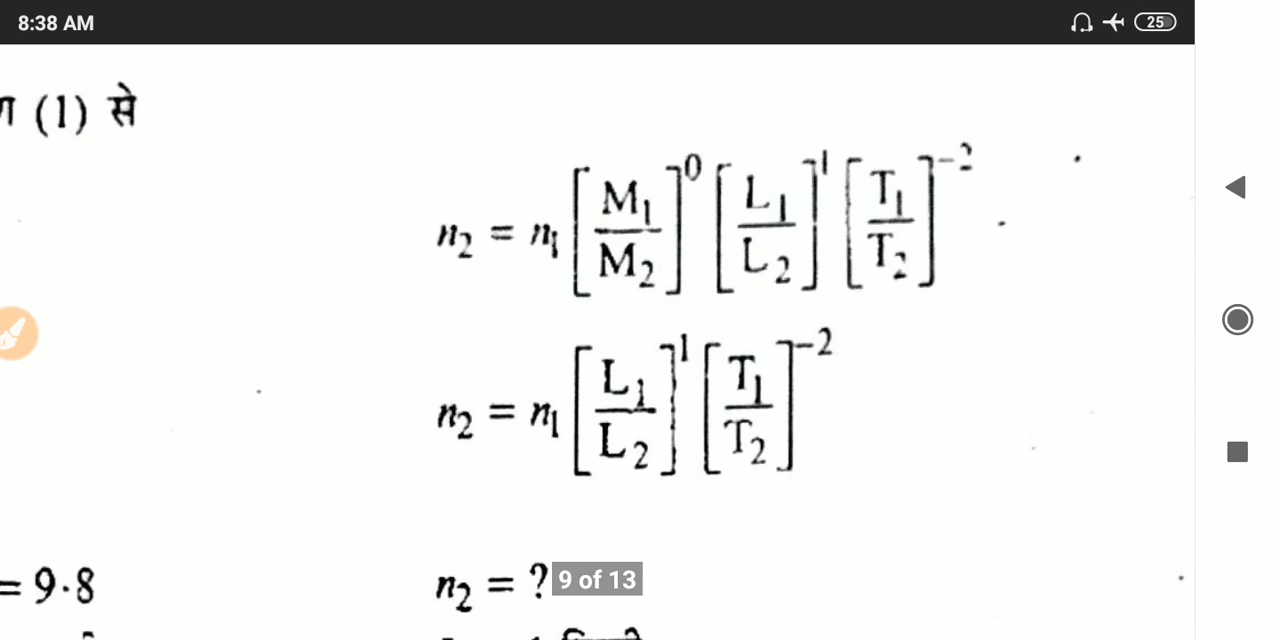 8:38 AM 25
(1) से
n₂ = n₁ [M₁/M₂]⁰ [L₁/L₂]¹ [T₁/T₂]⁻²
n₂ = n₁ [L₁/L₂]¹ [T₁/T₂]⁻²
= 9·8 n₂ = ? 9 of 13